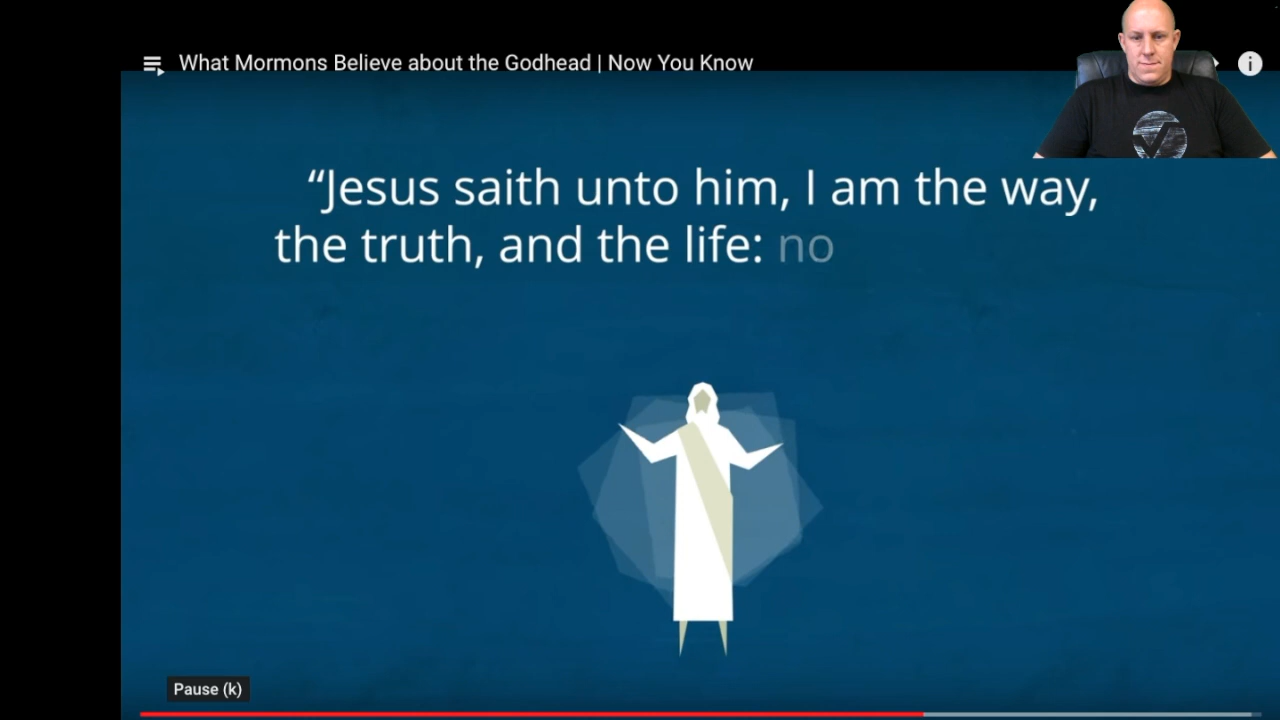 What Mormons Believe about the Godhead | Now You Know
“Jesus saith unto him, I am the way,
the truth, and the life: no
Pause (k)